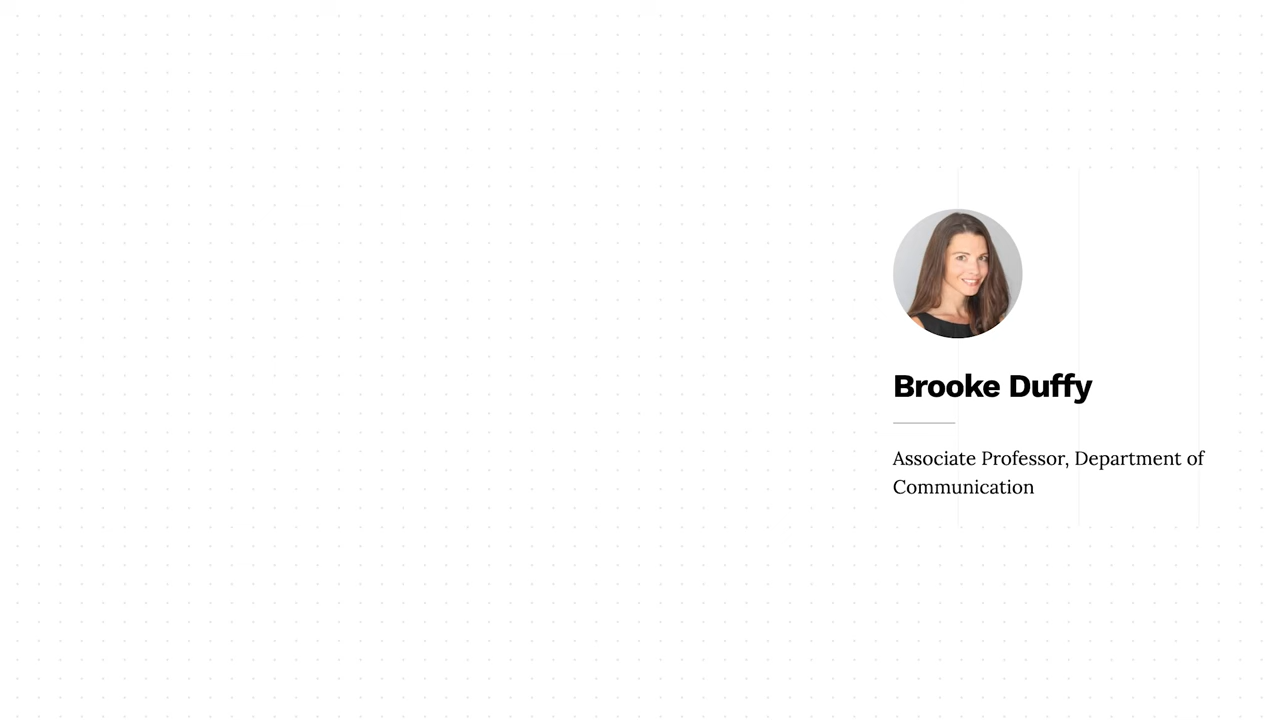 Brooke Duffy
Associate Professor, Department of
Communication